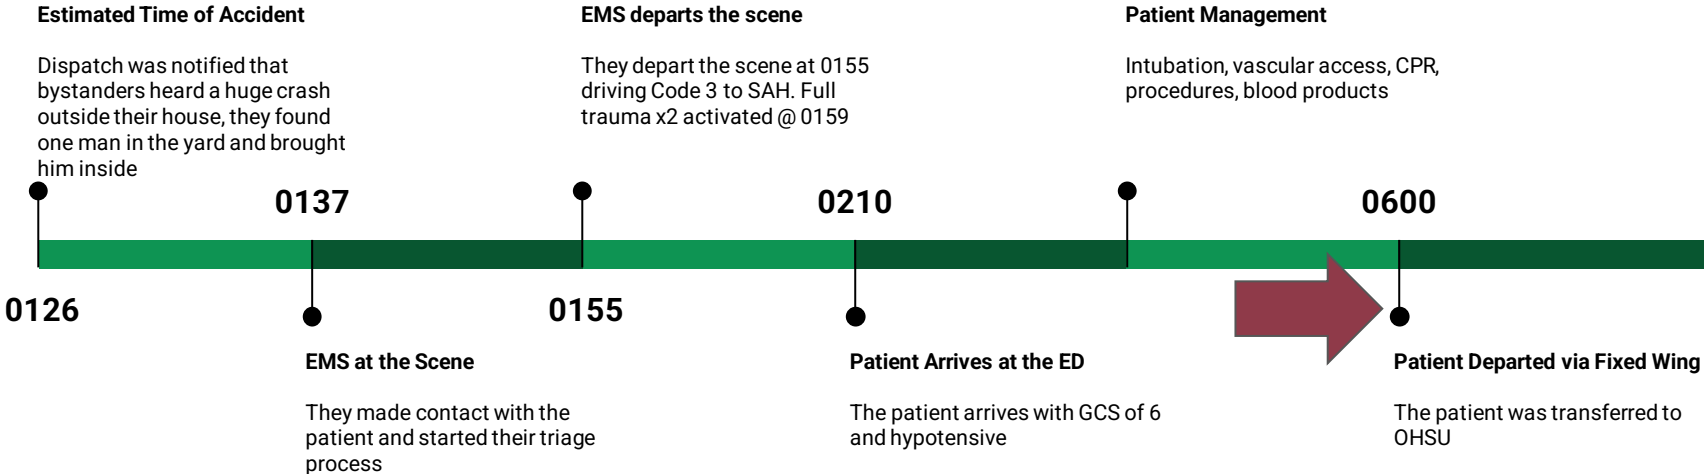 Estimated Time of Accident
Dispatch was notified that
bystanders heard a huge crash
outside their house, they found
one man in the yard and brought
him inside
EMS departs the scene
They depart the scene at 0155
driving Code 3 to SAH. Full
trauma x2 activated @ 0159
Patient Management
Intubation, vascular access, CPR,
procedures, blood products
0137
0210
0600
0126
0155
EMS at the Scene
They made contact with the
patient and started their triage
process
Patient Arrives at the ED
The patient arrives with GCS of 6
and hypotensive
Patient Departed via Fixed Wing
The patient was transferred to
OHSU